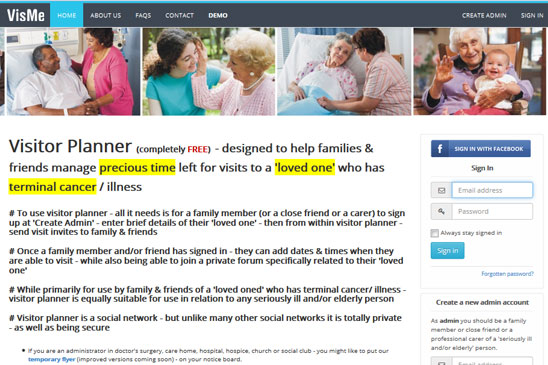 VisMe HOME ABOUT US FAQS CONTACT DEMO CREATE ADMIN SIGN IN
Visitor Planner (completely FREE) - designed to help families &
friends manage precious time left for visits to a 'loved one' who has
terminal cancer / illness
# To use visitor planner - all it needs is for a family member (or a close friend or a carer) to sign
up at 'Create Admin' - enter brief details of their 'loved one' - then from within visitor planner -
send visit invites to family & friends
# Once a family member and/or friend has signed in - they can add dates & times when they
are able to visit - while also being able to join a private forum specifically related to their 'loved
one'
# While primarily for use by family & friends of a 'loved oned' who has terminal cancer/ illness -
visitor planner is equally suitable for use in relation to any seriously ill and/or elderly person
# Visitor planner is a social network - but unlike many other social networks it is totally private
- as well as being secure
• If you are an administrator in doctor's surgery, care home, hospital, hospice, church or social club - you might like to put our
temporary flyer (improved versions coming soon) - on your notice board.
f SIGN IN WITH FACEBOOK
Sign In
Email address
Password
Always stay signed in
Sign in
Forgotten password?
Create a new admin account
As admin you should be a family
member or close friend or a
professional carer of a 'seriously ill
and/or elderly' person.
Email address